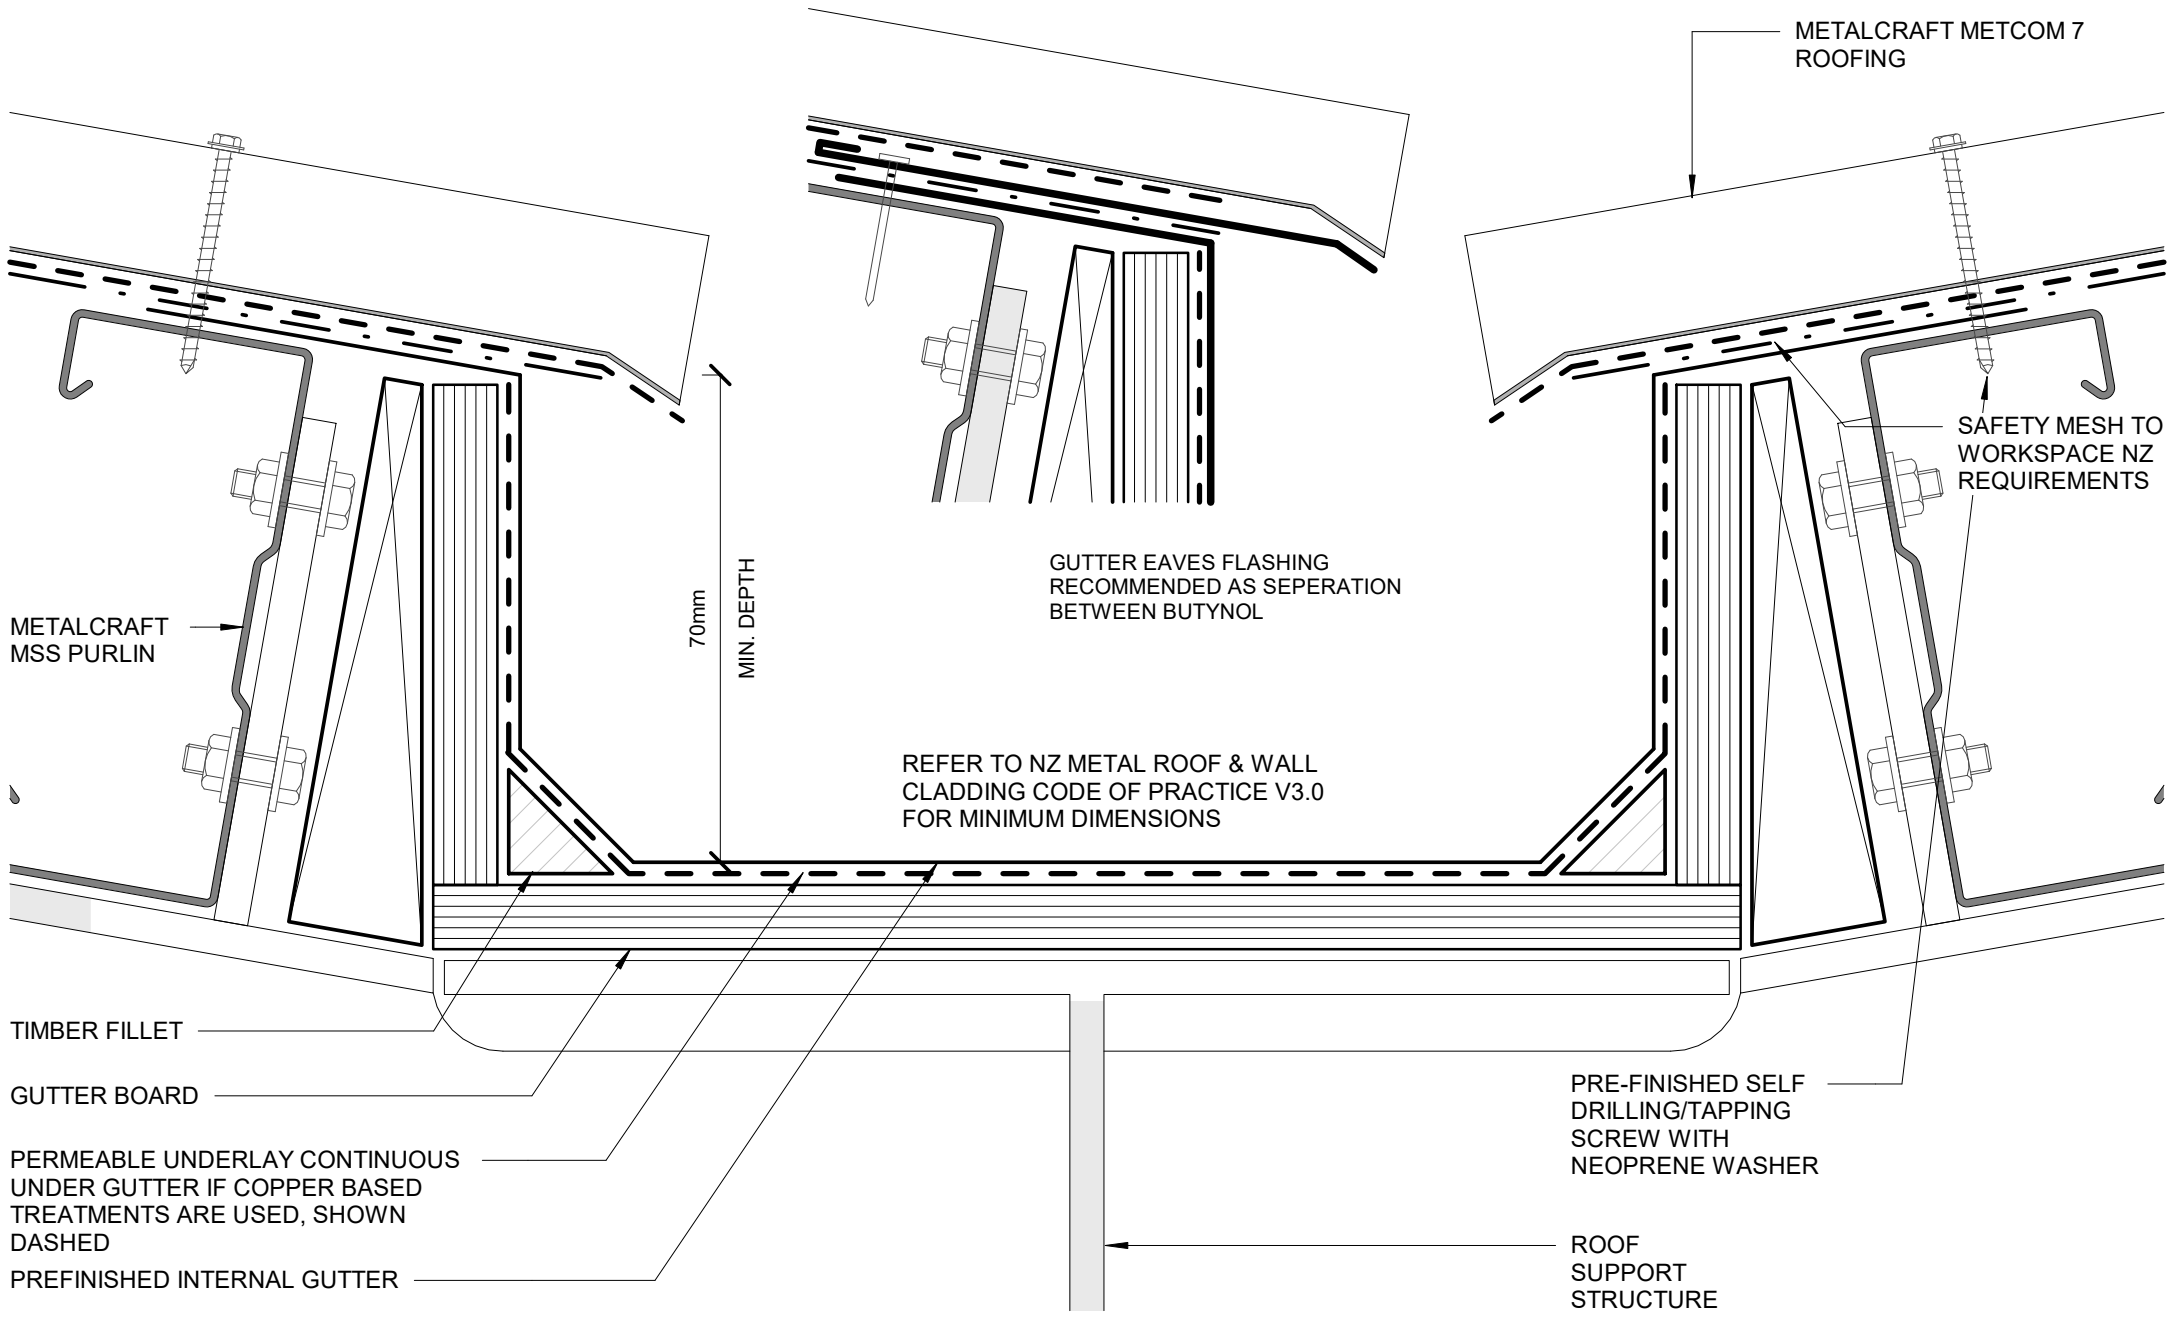 METALCRAFT METCOM 7
ROOFING
SAFETY MESH TO
WORKSPACE NZ
REQUIREMENTS
GUTTER EAVES FLASHING
RECOMMENDED AS SEPERATION
BETWEEN BUTYNOL
METALCRAFT
MSS PURLIN
70mm
MIN. DEPTH
REFER TO NZ METAL ROOF & WALL
CLADDING CODE OF PRACTICE V3.0
FOR MINIMUM DIMENSIONS
TIMBER FILLET
GUTTER BOARD
PERMEABLE UNDERLAY CONTINUOUS
UNDER GUTTER IF COPPER BASED
TREATMENTS ARE USED, SHOWN
DASHED
PREFINISHED INTERNAL GUTTER
PRE-FINISHED SELF
DRILLING/TAPPING
SCREW WITH
NEOPRENE WASHER
ROOF
SUPPORT
STRUCTURE